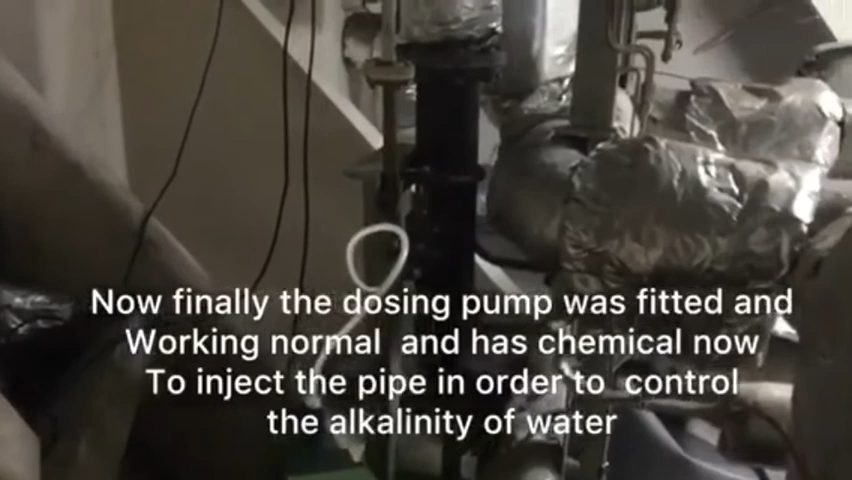 Now finally the dosing pump was fitted and
Working normal and has chemical now
To inject the pipe in order to control
the alkalinity of water